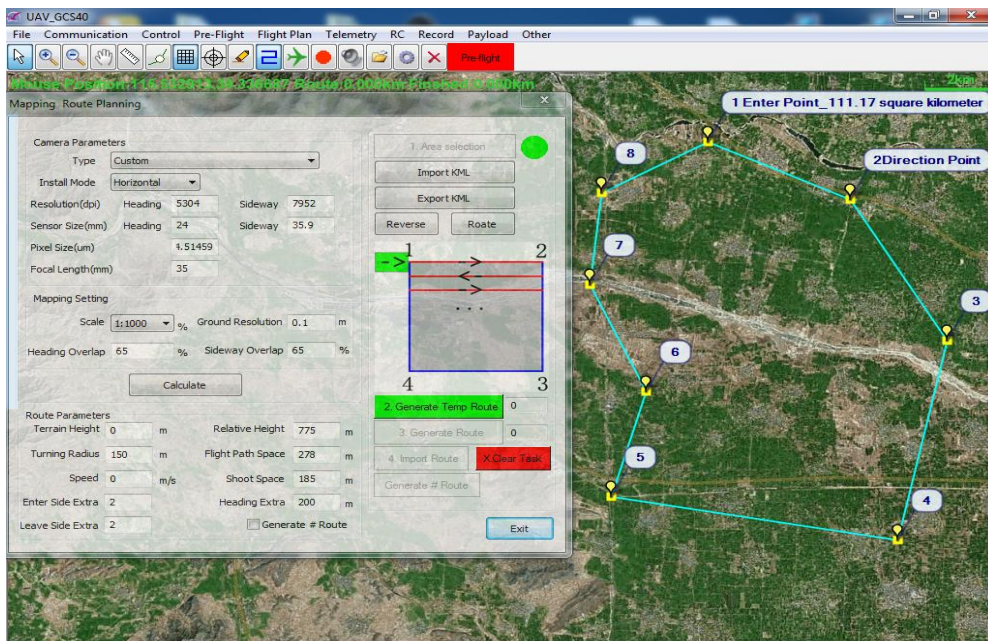 UAV_GCS40
File Communication Control Pre-Flight Flight Plan Telemetry RC Record Payload Other
Pre-flight
2km
Mapping Route Planning
1 Enter Point_111.17 square kilometer
2Direction Point
3
4
5
6
7
8
Camera Parameters
Type Custom
Install Mode Horizontal
Resolution(dpi) Heading 5304 Sideway 7952
Sensor Size(mm) Heading 24 Sideway 35.9
Pixel Size(um) 4.51459
Focal Length(mm) 35
Mapping Setting
Scale 1:1000 % Ground Resolution 0.1 m
Heading Overlap 65 % Sideway Overlap 65 %
Calculate
Route Parameters
Terrain Height 0 m Relative Height 775 m
Turning Radius 150 m Flight Path Space 278 m
Speed 0 m/s Shoot Space 185 m
Enter Side Extra 2 Heading Extra 200 m
Leave Side Extra 2 Generate # Route
1. Area selection
Import KML
Export KML
Reverse Roate
1 2
-->
...
4 3
2. Generate Temp Route 0
3. Generate Route 0
4. Import Route X.Clear Task
Generate # Route
Exit